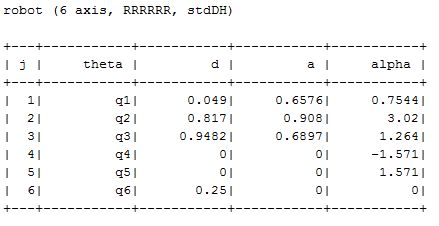 robot (6 axis, RRRRRR, stdDH)
+---+-----------+-----------+-----------+-----------+
| j |     theta |         d |         a |     alpha |
+---+-----------+-----------+-----------+-----------+
|  1|         q1|      0.049|     0.6576|     0.7544|
|  2|         q2|      0.817|      0.908|       3.02|
|  3|         q3|     0.9482|     0.6897|      1.264|
|  4|         q4|          0|          0|     -1.571|
|  5|         q5|          0|          0|      1.571|
|  6|         q6|       0.25|          0|          0|
+---+-----------+-----------+-----------+-----------+